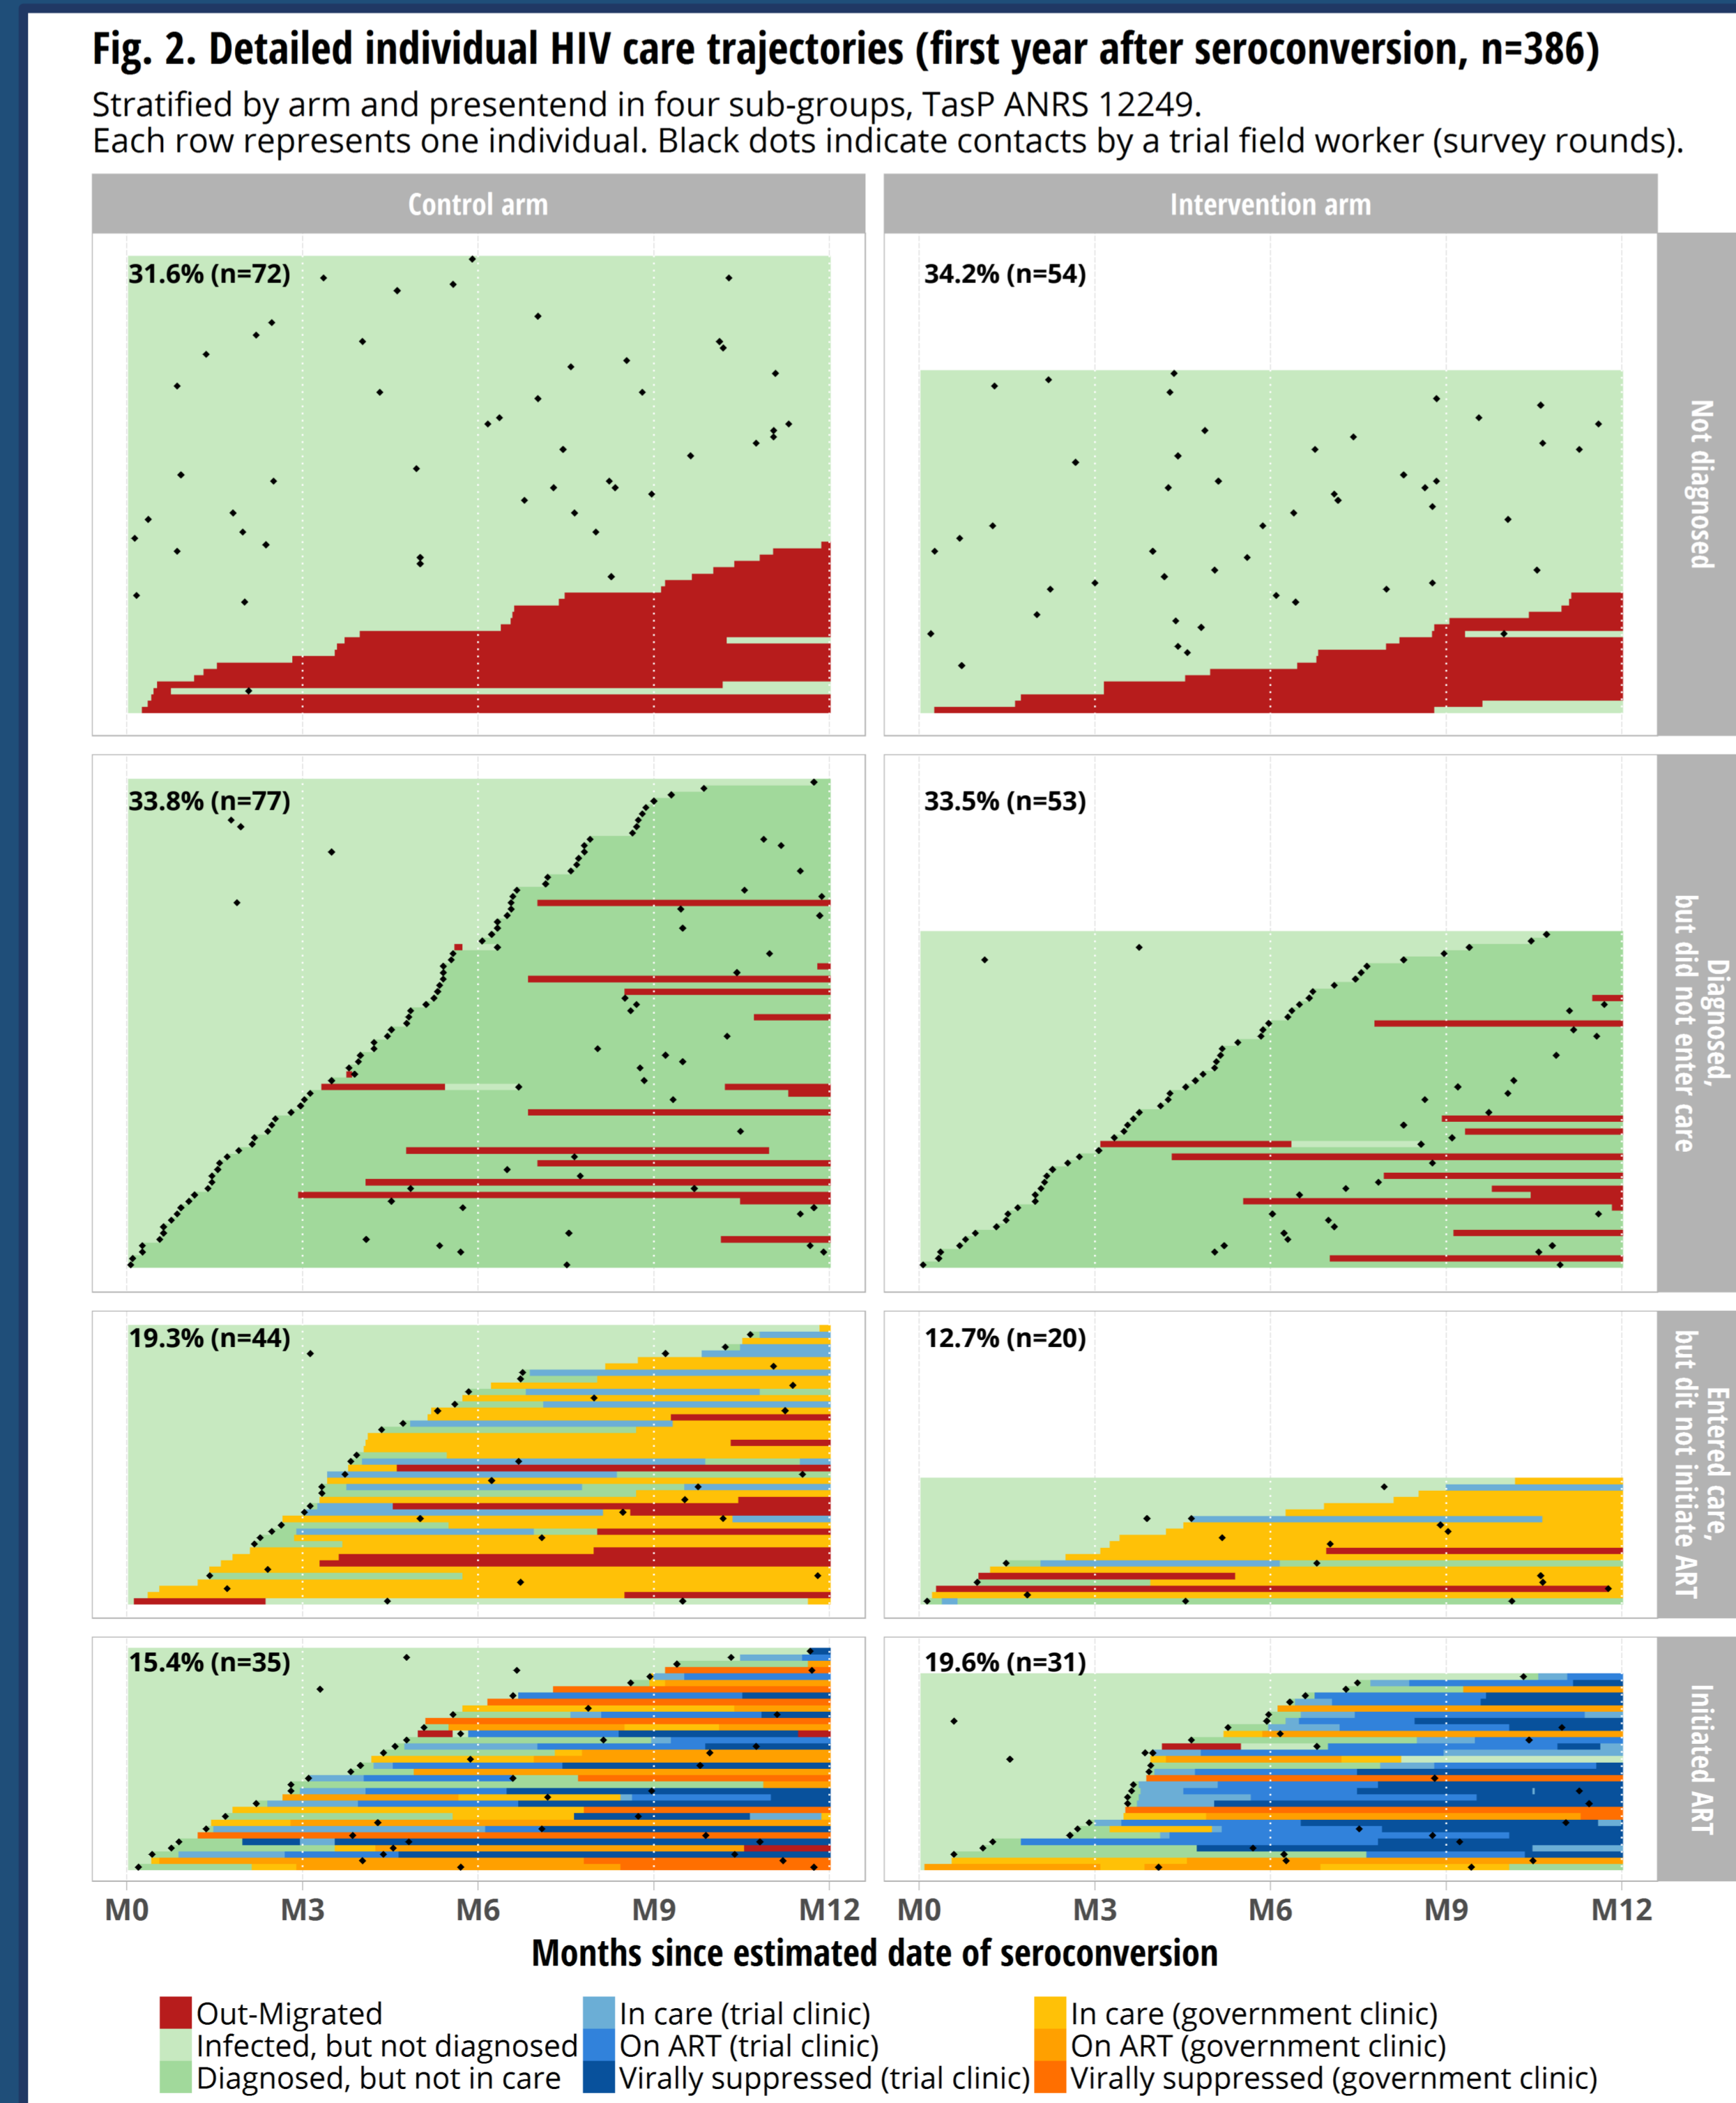 Fig. 2. Detailed individual HIV care trajectories (first year after seroconversion, n=386)
Stratified by arm and presentend in four sub-groups, TasP ANRS 12249.
Each row represents one individual. Black dots indicate contacts by a trial field worker (survey rounds).
Control arm
Intervention arm
31.6% (n=72)
34.2% (n=54)
Not diagnosed
33.8% (n=77)
33.5% (n=53)
Diagnosed,
but did not enter care
19.3% (n=44)
12.7% (n=20)
Entered care,
but dit not initiate ART
15.4% (n=35)
19.6% (n=31)
Initiated ART
M0 M3 M6 M9 M12 M0 M3 M6 M9 M12
Months since estimated date of seroconversion
Out-Migrated
Infected, but not diagnosed
Diagnosed, but not in care
In care (trial clinic)
On ART (trial clinic)
Virally suppressed (trial clinic)
In care (government clinic)
On ART (government clinic)
Virally suppressed (government clinic)